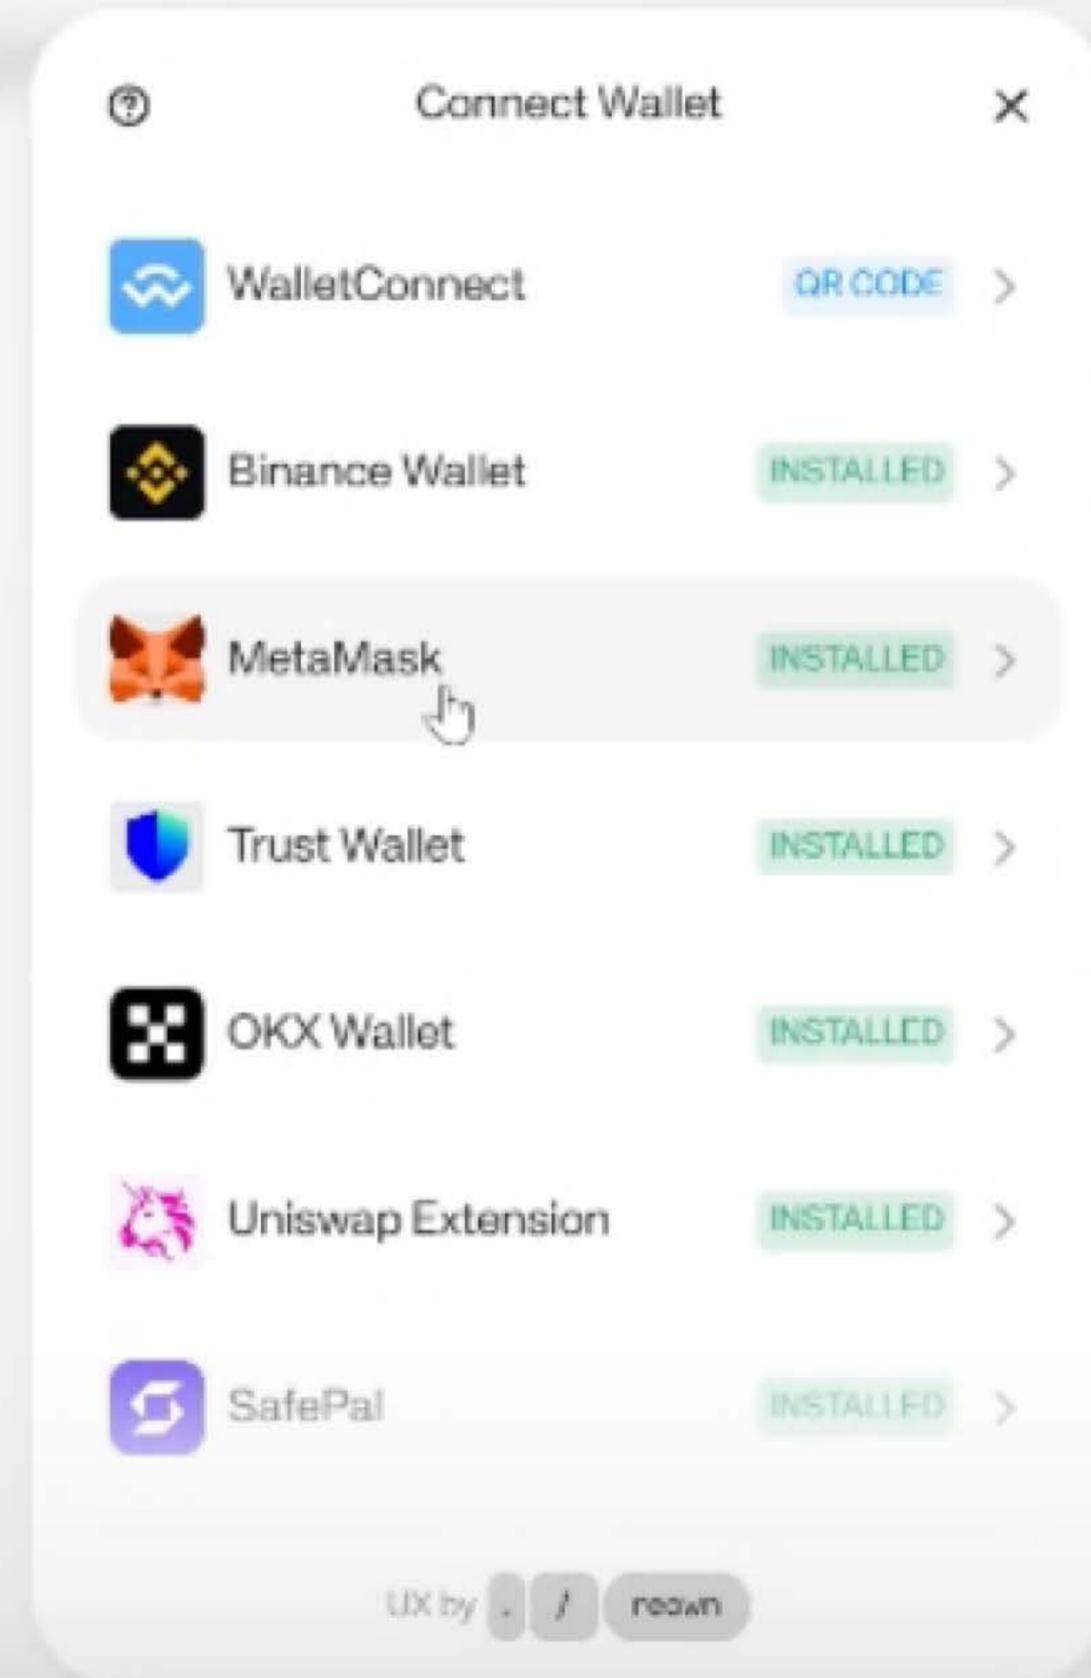 Connect Wallet
WalletConnect QR CODE
Binance Wallet INSTALLED
MetaMask INSTALLED
Trust Wallet INSTALLED
OKX Wallet INSTALLED
Uniswap Extension INSTALLED
SafePal INSTALLED
UX by . / reown